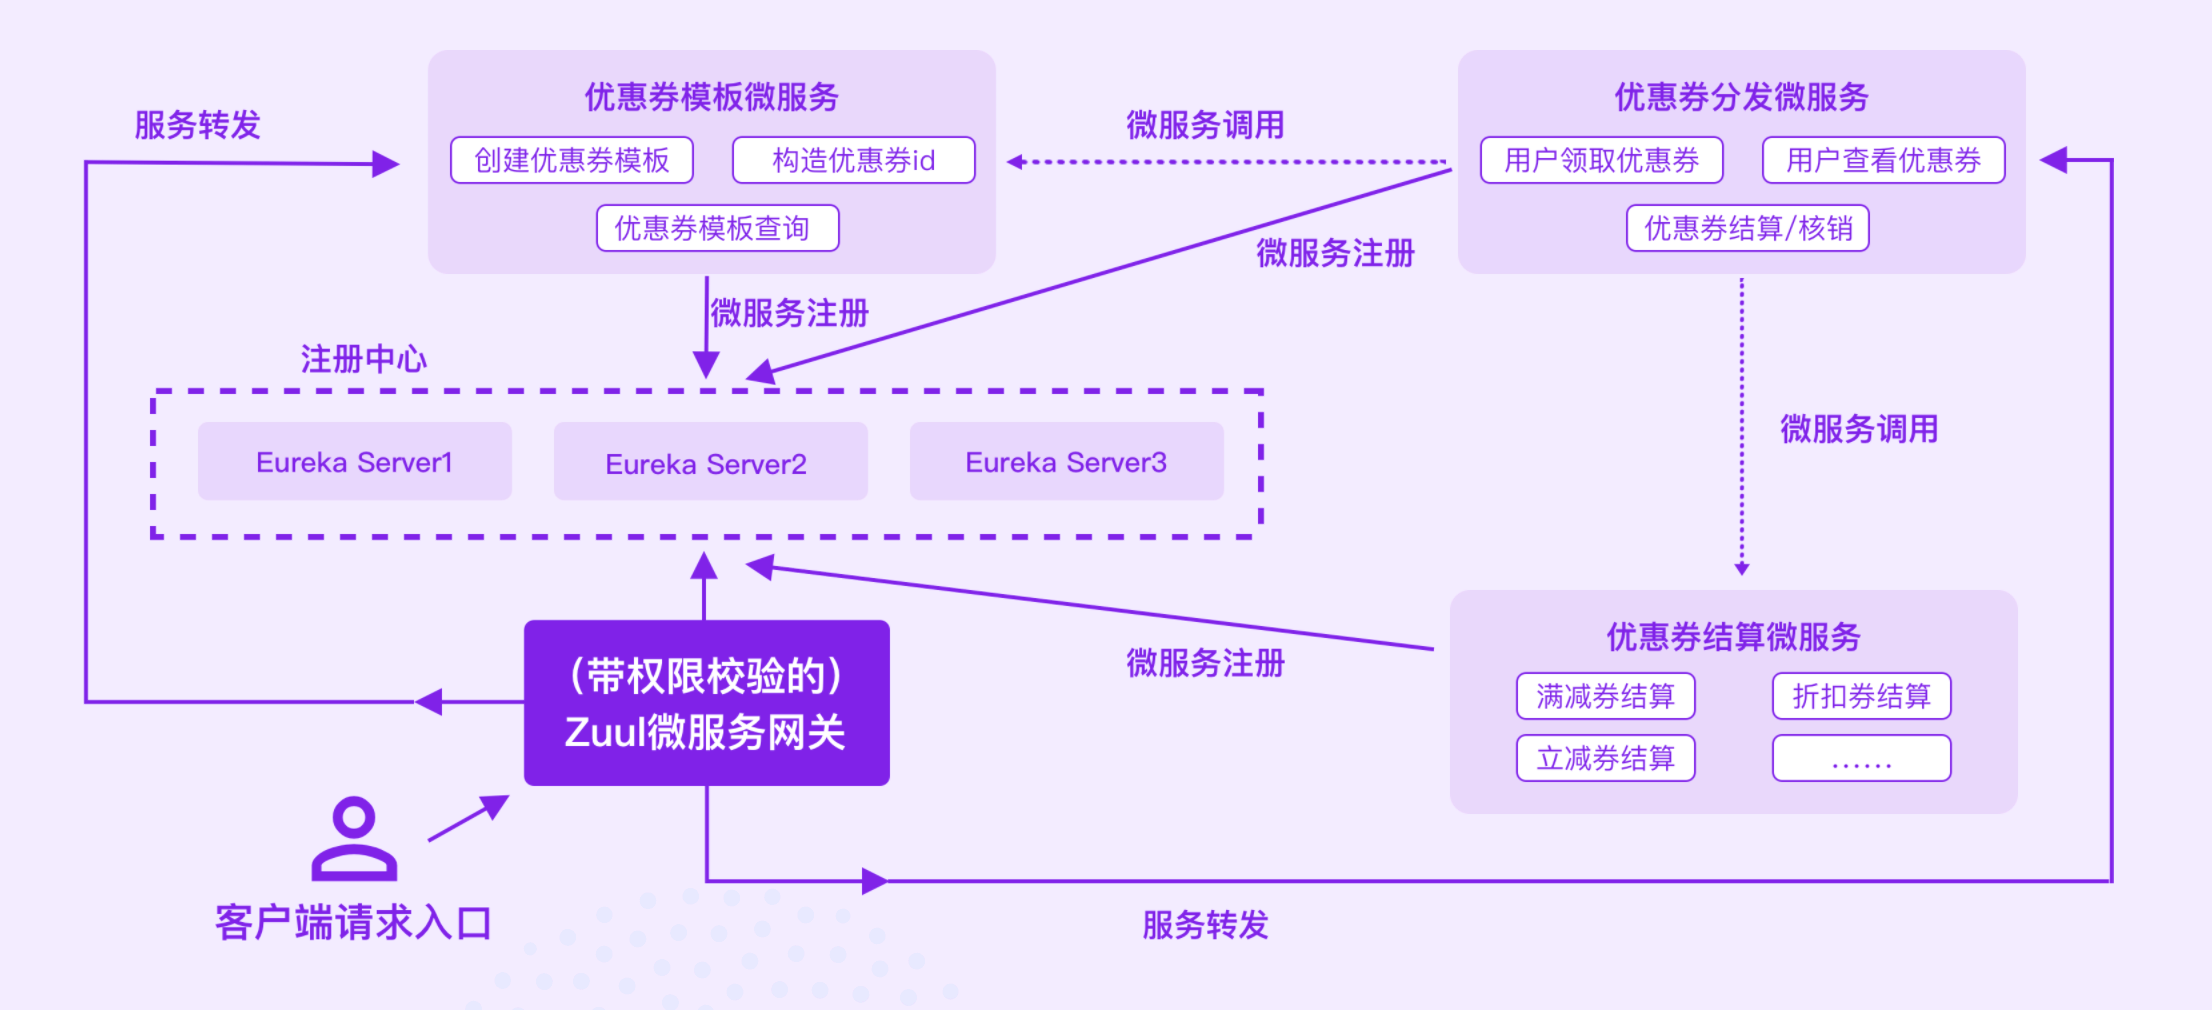 优惠券模板微服务
创建优惠券模板
构造优惠券id
优惠券模板查询
服务转发
微服务调用
优惠券分发微服务
用户领取优惠券
用户查看优惠券
优惠券结算/核销
微服务注册
微服务注册
注册中心
Eureka Server1
Eureka Server2
Eureka Server3
微服务调用
(带权限校验的)
Zuul微服务网关
微服务注册
优惠券结算微服务
满减券结算
折扣券结算
立减券结算
......
客户端请求入口
服务转发